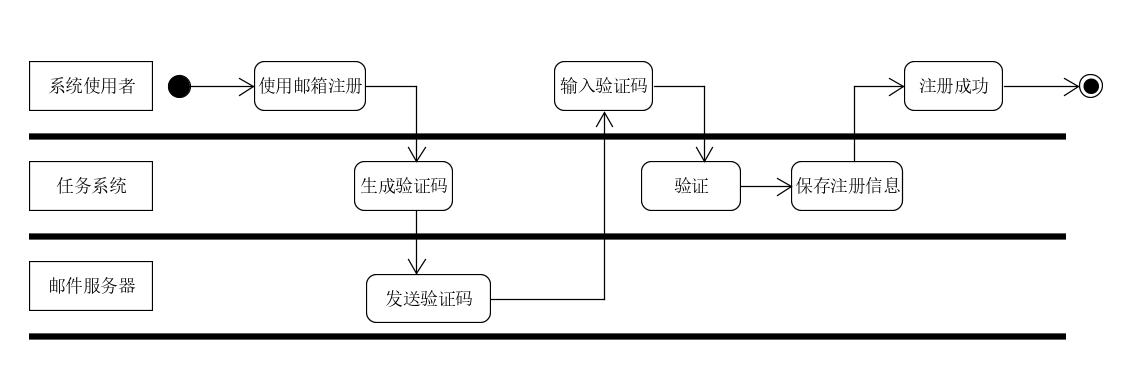 系统使用者
使用邮箱注册
输入验证码
注册成功
任务系统
生成验证码
验证
保存注册信息
邮件服务器
发送验证码